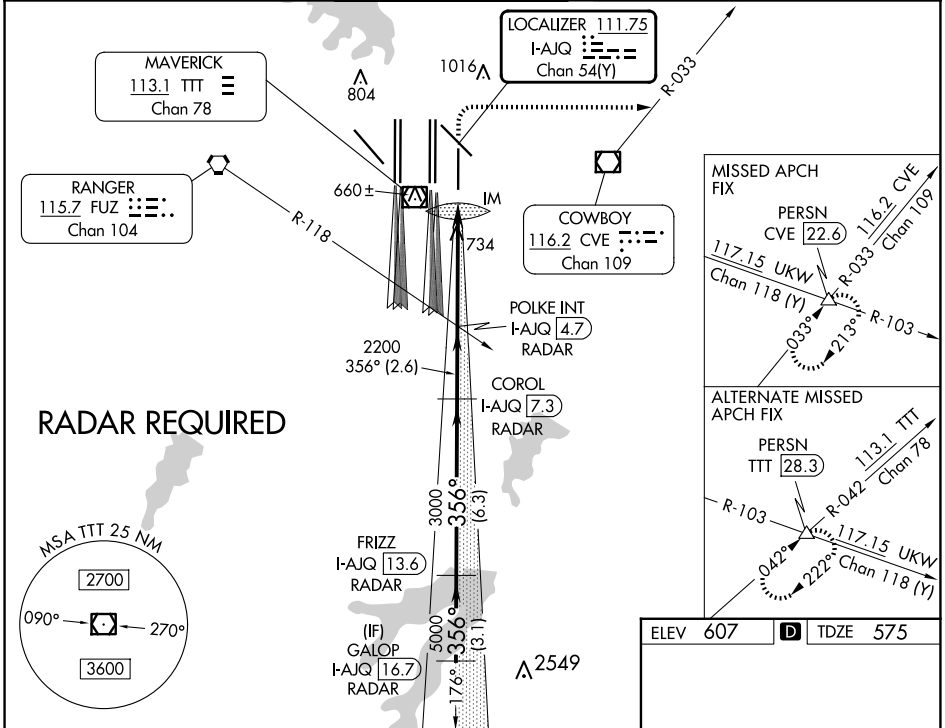 LOCALIZER 111.75
I-AJQ
Chan 54(Y)
R-033
MAVERICK
113.1 TTT
Chan 78
804
1016
RANGER
115.7 FUZ
Chan 104
R-118
660±
IM
734
COWBOY
116.2 CVE
Chan 109
POLKE INT
I-AJQ 4.7
RADAR
2200
356° (2.6)
COROL
I-AJQ 7.3
RADAR
RADAR REQUIRED
3000
356°
(6.3)
FRIZZ
I-AJQ 13.6
RADAR
5000
356°
(3.1)
(IF)
GALOP
I-AJQ 16.7
RADAR
176°
2549
MSA TTT 25 NM
2700
090°
270°
3600
MISSED APCH
FIX
PERSN
CVE 22.6
116.2 CVE
Chan 109
R-033
117.15 UKW
Chan 118 (Y)
R-103
033°
213°
ALTERNATE MISSED
APCH FIX
PERSN
TTT 28.3
113.1 TTT
Chan 78
R-042
R-103
117.15 UKW
Chan 118 (Y)
042°
222°
ELEV 607 D TDZE 575